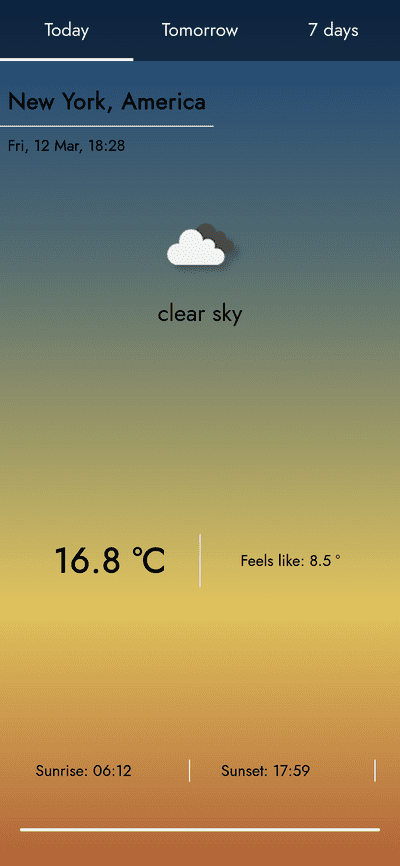 Today Tomorrow 7 days
New York, America
Fri, 12 Mar, 18:28
clear sky
16.8 °C Feels like: 8.5 °
Sunrise: 06:12 Sunset: 17:59